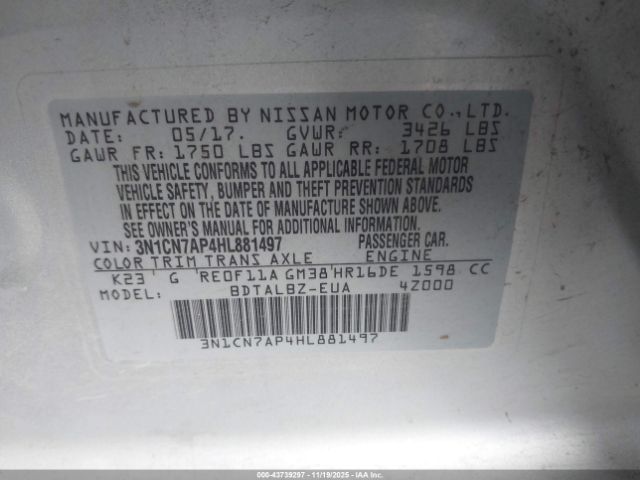 MANUFACTURED BY NISSAN MOTOR CO.,LTD.
DATE: 05/17. GVWR: 3426 LBS
GAWR FR: 1750 LBS GAWR RR: 1708 LBS
THIS VEHICLE CONFORMS TO ALL APPLICABLE FEDERAL MOTOR
VEHICLE SAFETY, BUMPER AND THEFT PREVENTION STANDARDS
IN EFFECT ON THE DATE OF MANUFACTURE SHOWN ABOVE.
SEE OWNER'S MANUAL FOR ADDITIONAL INFORMATION.
VIN: 3N1CN7AP4HL881497 PASSENGER CAR.
COLOR TRIM TRANS AXLE ENGINE
K23 G RE0F11A GM38 HR16DE 1598 CC
MODEL: BDTALBZ-EUA 4Z000
3N1CN7AP4HL881497
000-43739297 - 11/19/2025 - IAAI.COM